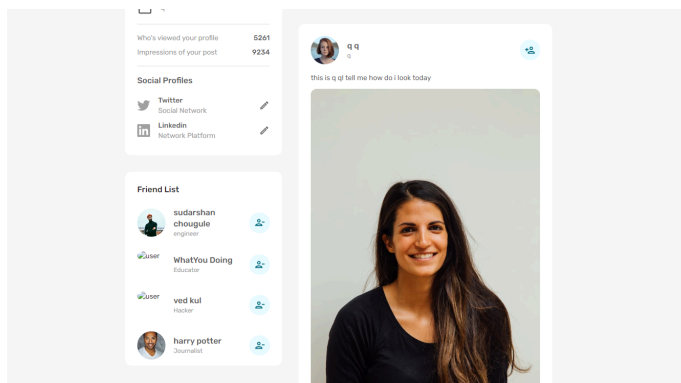 Who's viewed your profile 5261
Impressions of your post 9234
Social Profiles
Twitter
Social Network
Linkedin
Network Platform
Friend List
sudarshan
chougule
engineer
user
WhatYou Doing
Educator
user
ved kul
Hacker
harry potter
Journalist
q q
q
this is q q! tell me how do i look today